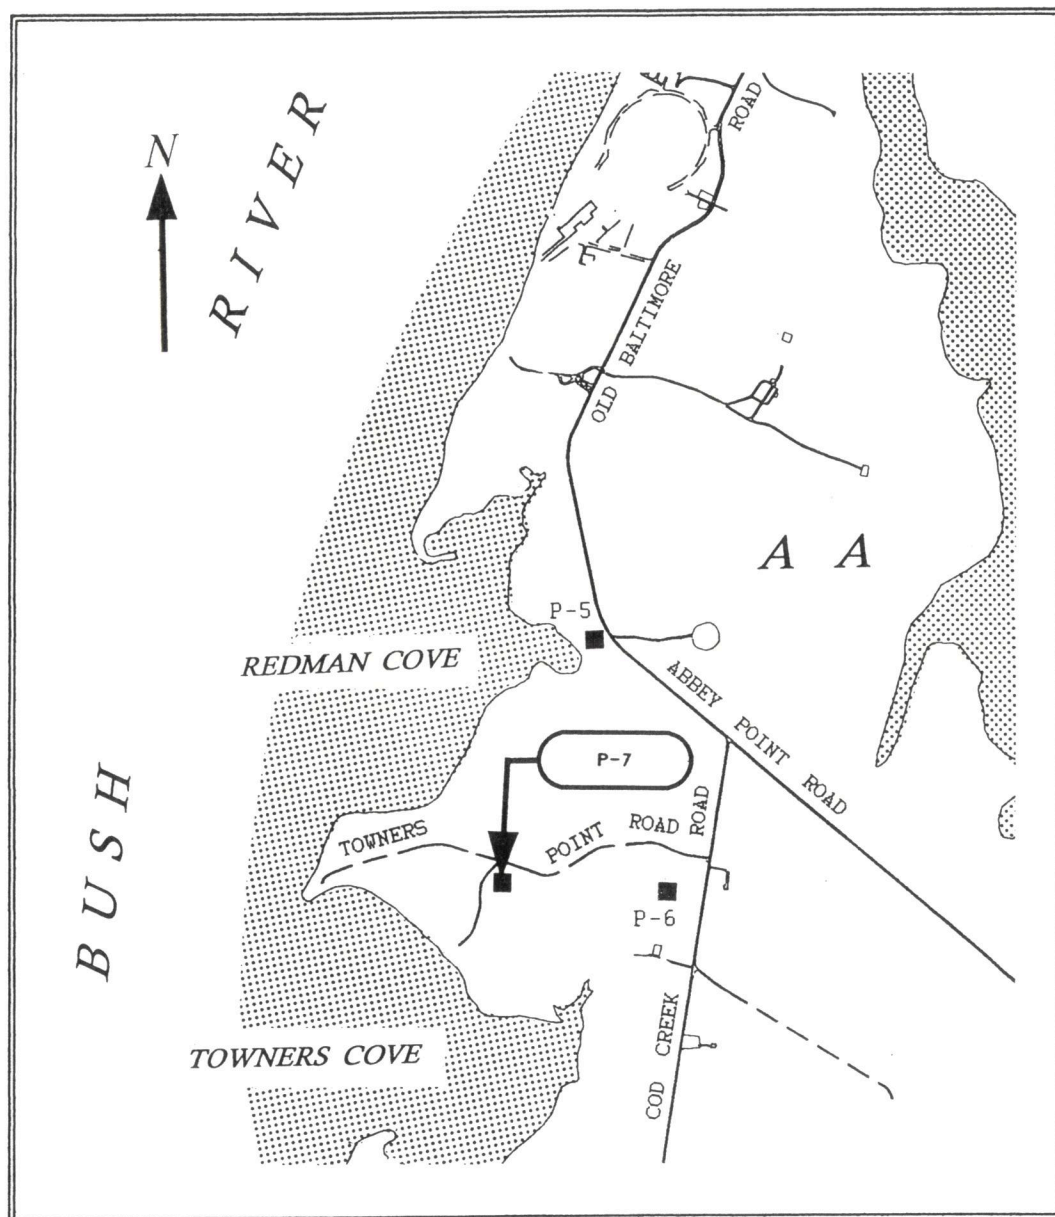 N
RIVER
ROAD
OLD BALTIMORE
A A
P-5
REDMAN COVE
ABBEY POINT ROAD
P-7
TOWNERS POINT ROAD
ROAD
P-6
BUSH
COD CREEK
TOWNERS COVE